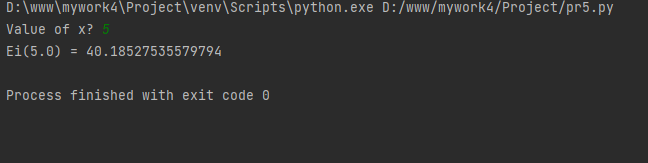 D:\www\mywork4\Project\venv\Scripts\python.exe D:/www/mywork4/Project/pr5.py
Value of x? 5
Ei(5.0) = 40.18527535579794
Process finished with exit code 0